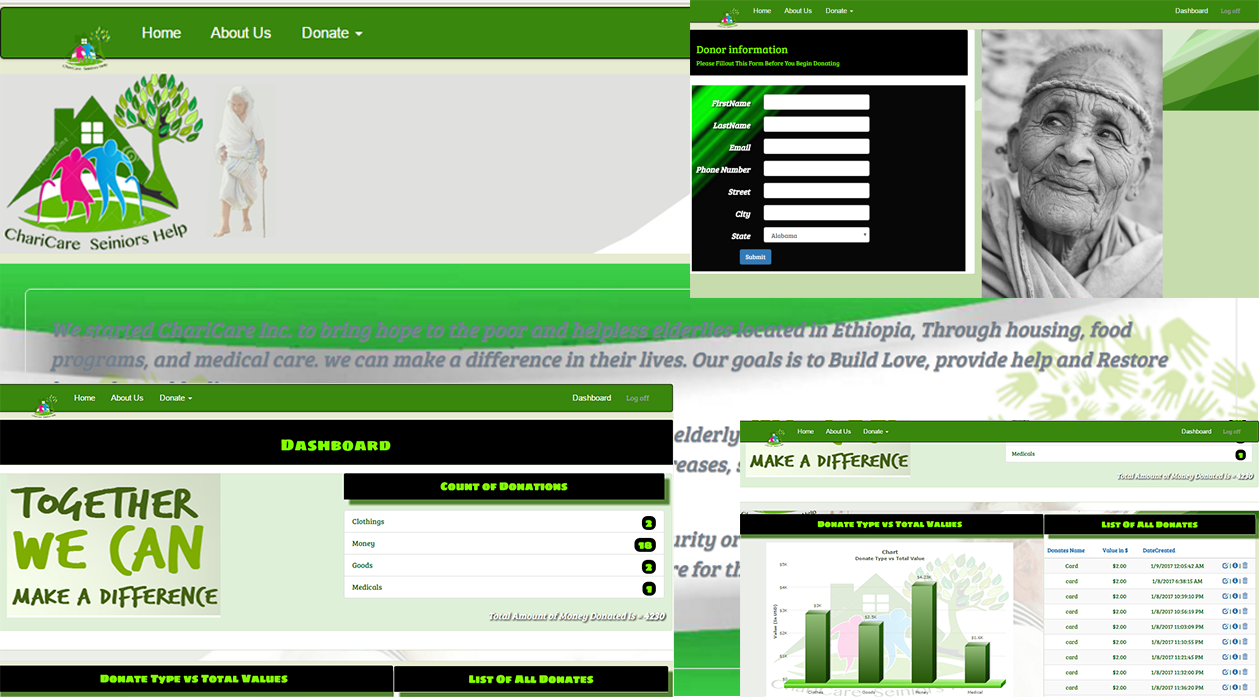 Home About Us Donate
ChariCare Seiniors Help
ChariCare Seiniors Help
Home About Us Donate Dashboard Log off
Donor information
Please Fillout This Form Before You Begin Donating
FirstName
LastName
Email
Phone Number
Street
City
State Alabama
Submit
We started ChariCare Inc. to bring hope to the poor and helpless elderlies located in Ethiopia, Through housing, food
programs, and medical care. we can make a difference in their lives. Our goals is to Build Love, provide help and Restore
elderly
reases, s
urity or
re for th
Home About Us Donate Dashboard Log off
Dashboard
TOGETHER
WE CAN
MAKE A DIFFERENCE
Count of Donations
Clothings 2
Money 18
Goods 2
Medicals 1
Total Amount of Money Donated is = $230
Donate Type vs Total Values List Of All Donates
Home About Us Donate Dashboard Log off
MAKE A DIFFERENCE
Medicals 1
Total Amount of Money Donated is = $230
Donate Type vs Total Values
Chart
Donate Type vs Total Value
Value (in USD)
$5K
$4K
$3K
$2K
$1K
$0
$3K
$2.5K
$4.23K
$1.6K
Clothes Goods Money Medical
List Of All Donates
Donates Name Value in $ DateCreated
Card $2.00 1/9/2017 12:05:42 AM
card $2.00 1/8/2017 6:38:15 AM
card $2.00 1/8/2017 10:39:10 PM
card $2.00 1/8/2017 10:56:19 PM
card $2.00 1/8/2017 11:03:09 PM
card $2.00 1/8/2017 11:10:55 PM
card $2.00 1/8/2017 11:21:45 PM
card $2.00 1/8/2017 11:32:00 PM
card $2.00 1/8/2017 11:36:20 PM